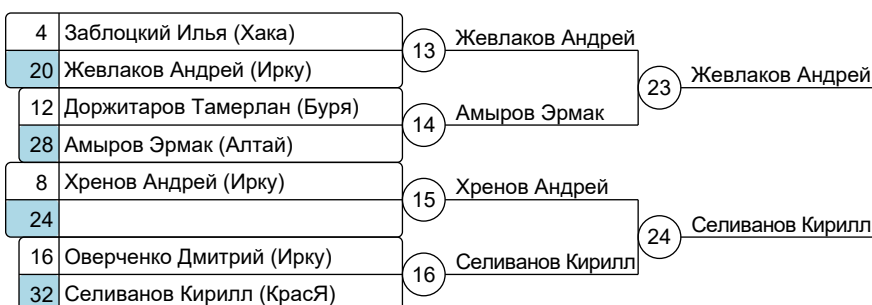 4 Заблоцкий Илья (Хака)
20 Жевлаков Андрей (Ирку)
13 Жевлаков Андрей
12 Доржитаров Тамерлан (Буря)
28 Амыров Эрмак (Алтай)
14 Амыров Эрмак
23 Жевлаков Андрей
8 Хренов Андрей (Ирку)
24
15 Хренов Андрей
16 Оверченко Дмитрий (Ирку)
32 Селиванов Кирилл (КрасЯ)
16 Селиванов Кирилл
24 Селиванов Кирилл